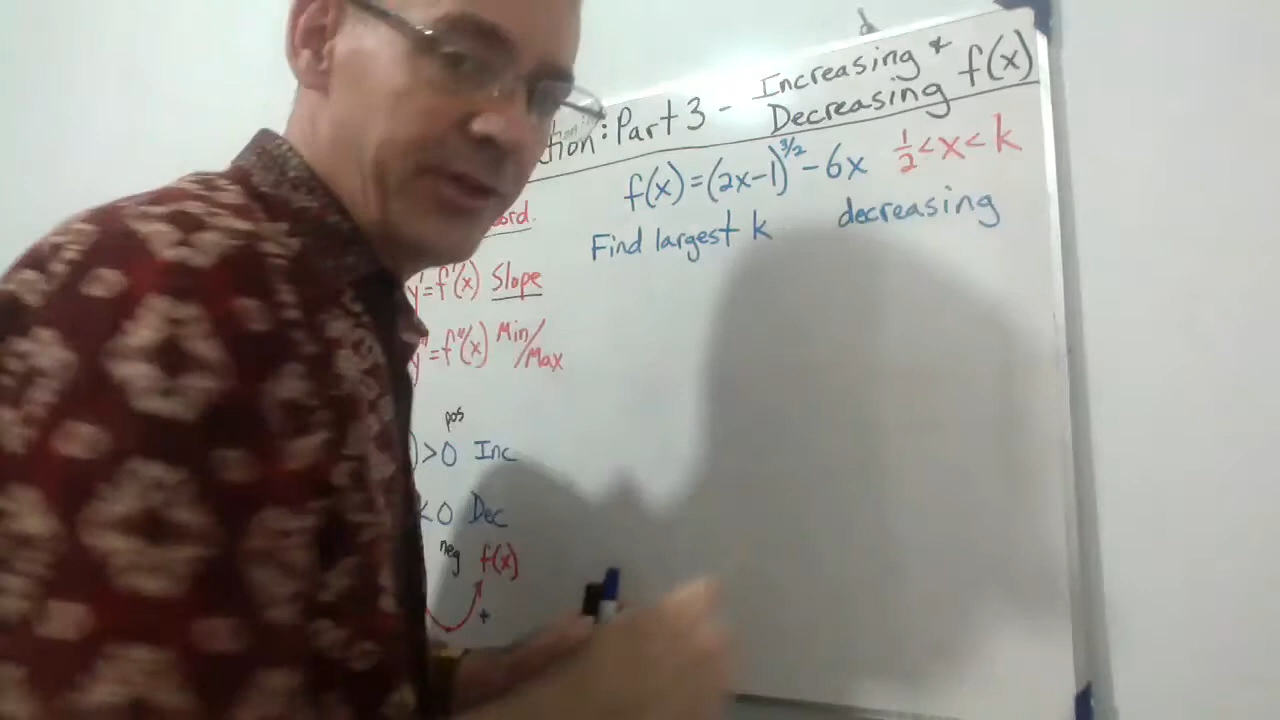 Part 3 - Increasing +
Decreasing f(x)
f(x) = (2x-1)^{3/2} - 6x   1/2 < x < k
Find largest k   decreasing
y' = f'(x) Slope
y'' = f''(x) Min/Max
pos
) > 0 Inc
< 0 Dec
neg f(x)
+